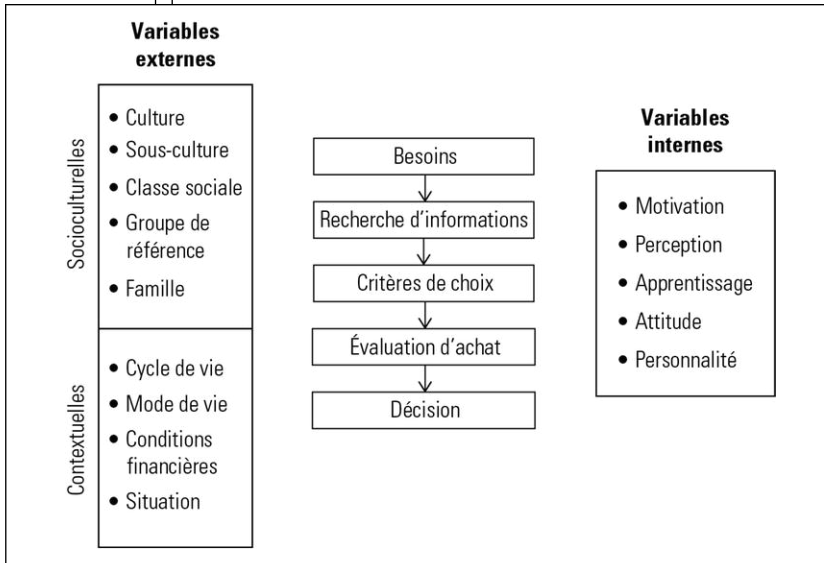 Variables
externes
Socioculturelles
• Culture
• Sous-culture
• Classe sociale
• Groupe de
référence
• Famille
Contextuelles
• Cycle de vie
• Mode de vie
• Conditions
financières
• Situation
Besoins
Recherche d'informations
Critères de choix
Évaluation d'achat
Décision
Variables
internes
• Motivation
• Perception
• Apprentissage
• Attitude
• Personnalité